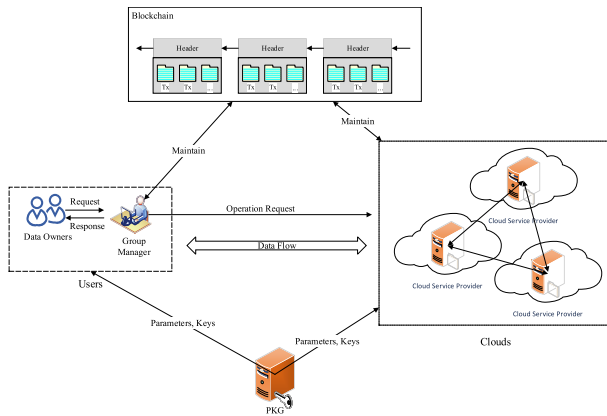 Blockchain
Header Header Header
Tx Tx ... Tx Tx ... Tx Tx ...
Maintain
Maintain
Request
Response
Data Owners
Group
Manager
Operation Request
Data Flow
Users
Cloud Service Provider
Cloud Service Provider
Cloud Service Provider
Clouds
Parameters, Keys
Parameters, Keys
PKG